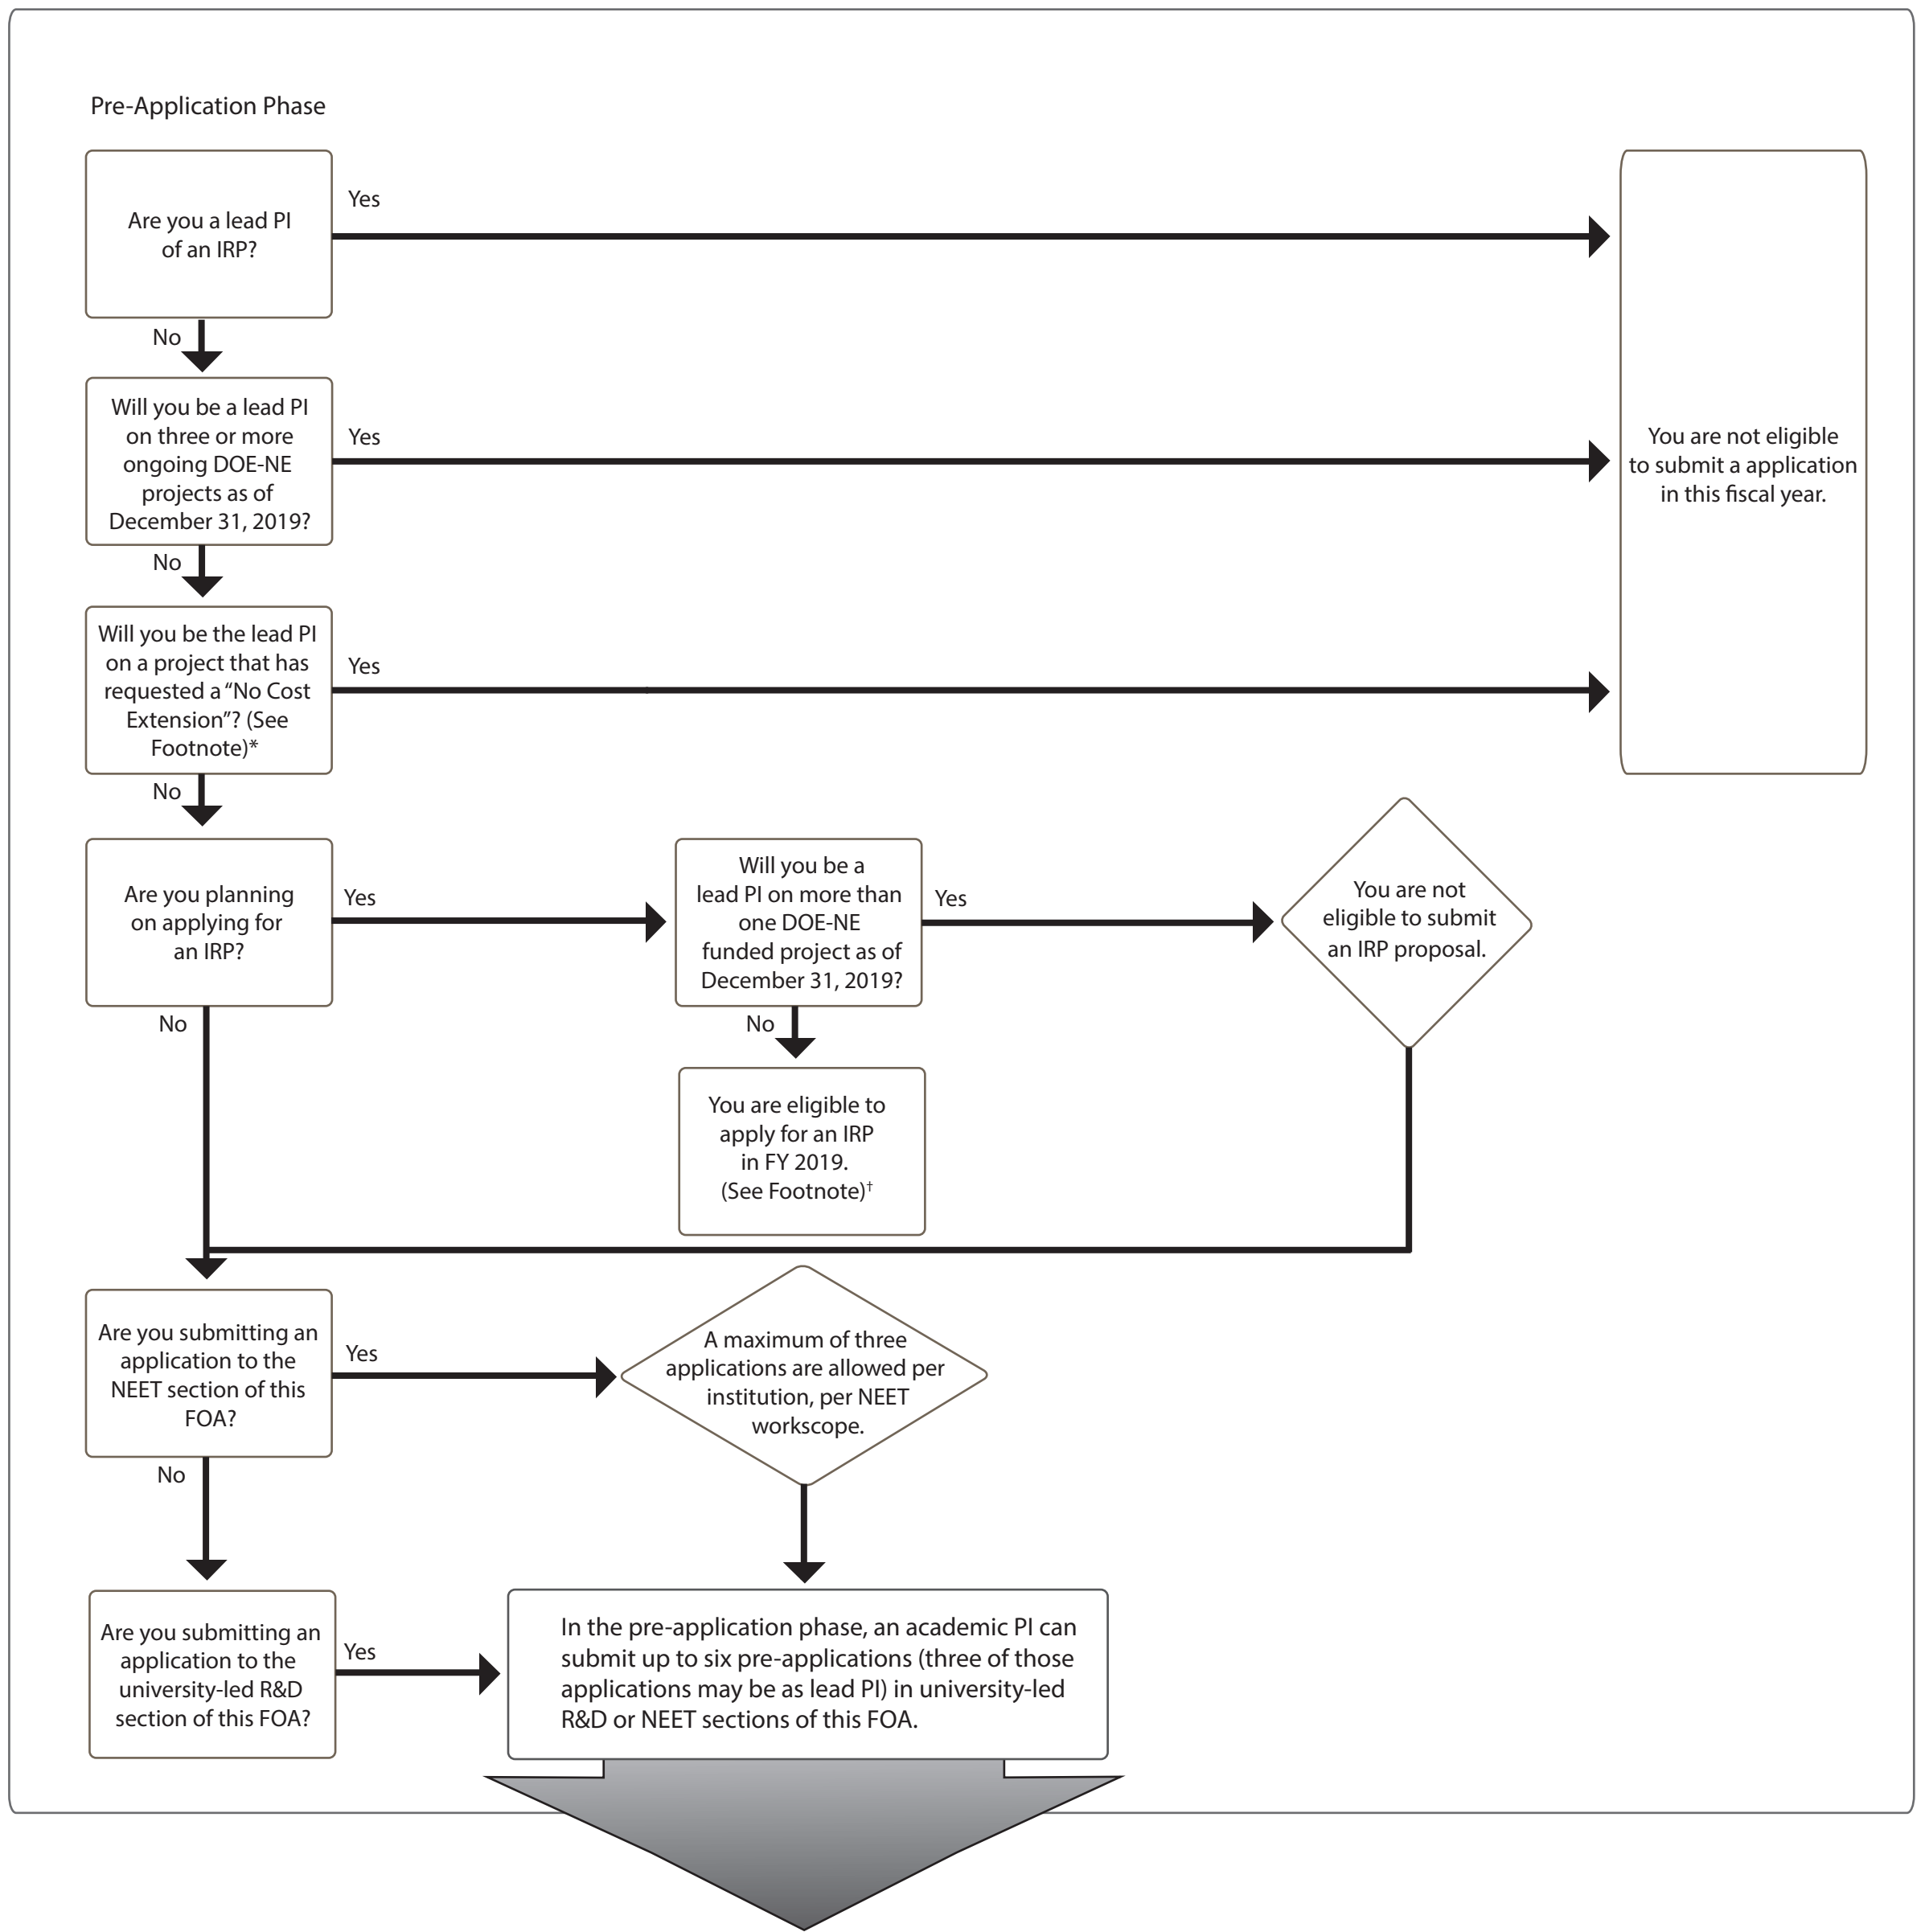 Pre-Application Phase
Are you a lead PI
of an IRP?
Yes
No
Will you be a lead PI
on three or more
ongoing DOE-NE
projects as of
December 31, 2019?
Yes
No
Will you be the lead PI
on a project that has
requested a “No Cost
Extension”? (See
Footnote)*
Yes
No
You are not eligible
to submit a application
in this fiscal year.
Are you planning
on applying for
an IRP?
Yes
No
Will you be a
lead PI on more than
one DOE-NE
funded project as of
December 31, 2019?
Yes
No
You are not
eligible to submit
an IRP proposal.
You are eligible to
apply for an IRP
in FY 2019.
(See Footnote)†
Are you submitting an
application to the
NEET section of this
FOA?
Yes
No
A maximum of three
applications are allowed per
institution, per NEET
workscope.
Are you submitting an
application to the
university-led R&D
section of this FOA?
Yes
In the pre-application phase, an academic PI can
submit up to six pre-applications (three of those
applications may be as lead PI) in university-led
R&D or NEET sections of this FOA.